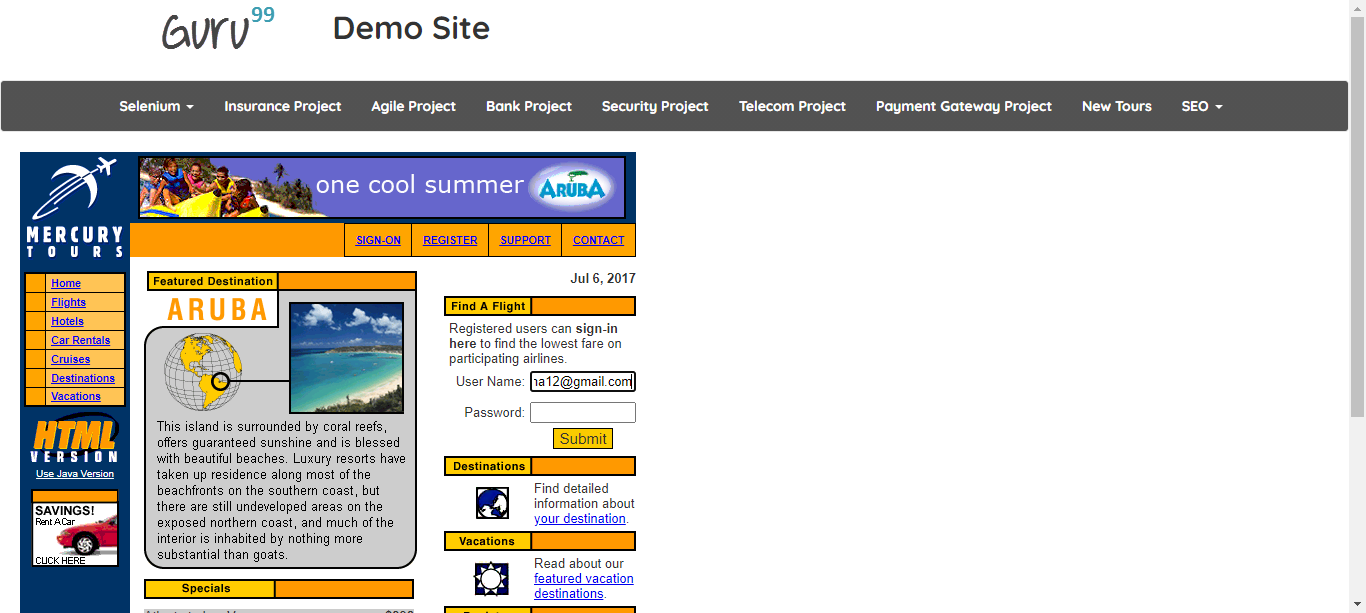 Guru99
Demo Site
Selenium Insurance Project Agile Project Bank Project Security Project Telecom Project Payment Gateway Project New Tours SEO
one cool summer ARUBA
MERCURY
TOURS
SIGN-ON REGISTER SUPPORT CONTACT
Home
Flights
Hotels
Car Rentals
Cruises
Destinations
Vacations
HTML
VERSION
Use Java Version
SAVINGS!
Rent A Car
CLICK HERE
Featured Destination
ARUBA
This island is surrounded by coral reefs,
offers guaranteed sunshine and is blessed
with beautiful beaches. Luxury resorts have
taken up residence along most of the
beachfronts on the southern coast, but
there are still undeveloped areas on the
exposed northern coast, and much of the
interior is inhabited by nothing more
substantial than goats.
Specials
Jul 6, 2017
Find A Flight
Registered users can sign-in
here to find the lowest fare on
participating airlines.
User Name: na12@gmail.com
Password:
Submit
Destinations
Find detailed
information about
your destination.
Vacations
Read about our
featured vacation
destinations.